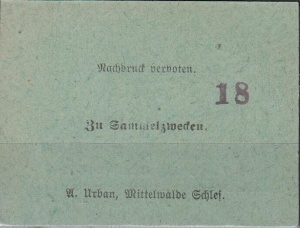 Nachdruck verboten.
18
Zu Sammelzwecken.
A. Urban, Mittelwalde Schles.